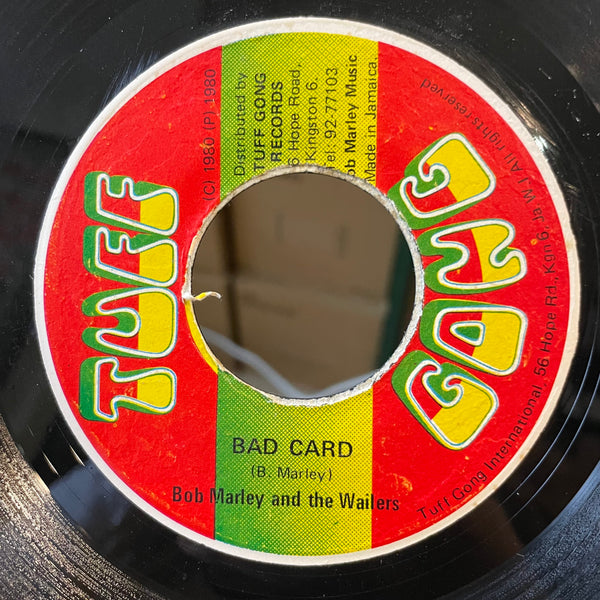 TUFF
GONG
(C) 1980 (P) 1980
Distributed by
TUFF GONG
RECORDS
56 Hope Road,
Kingston 6.
Tel: 92-77103
Bob Marley Music
Made in Jamaica.
BAD CARD
(B. Marley)
Bob Marley and the Wailers
Tuff Gong International, 56 Hope Rd., Kgn 6, Ja W I All rights reserved